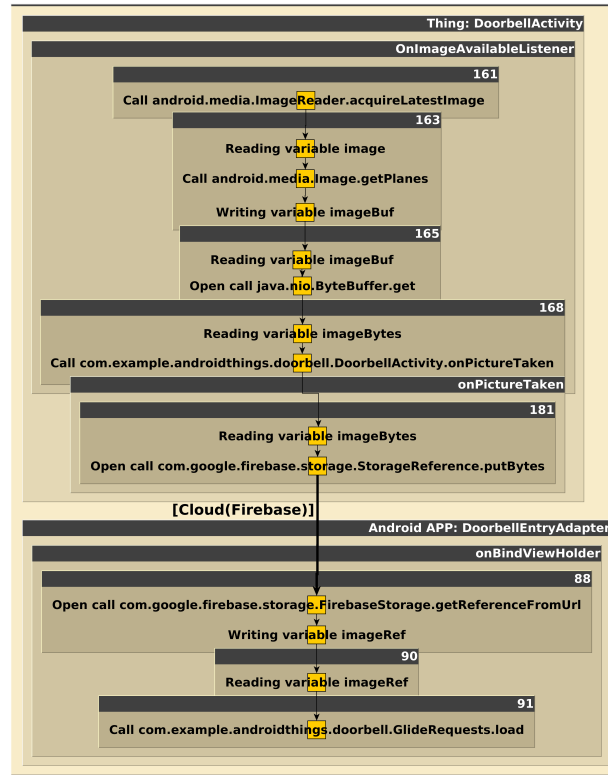 Thing: DoorbellActivity
OnImageAvailableListener
161
Call android.media.ImageReader.acquireLatestImage
163
Reading variable image
Call android.media.Image.getPlanes
Writing variable imageBuf
165
Reading variable imageBuf
Open call java.nio.ByteBuffer.get
168
Reading variable imageBytes
Call com.example.androidthings.doorbell.DoorbellActivity.onPictureTaken
onPictureTaken
181
Reading variable imageBytes
Open call com.google.firebase.storage.StorageReference.putBytes
[Cloud(Firebase)]
Android APP: DoorbellEntryAdapter
onBindViewHolder
88
Open call com.google.firebase.storage.FirebaseStorage.getReferenceFromUrl
Writing variable imageRef
90
Reading variable imageRef
91
Call com.example.androidthings.doorbell.GlideRequests.load